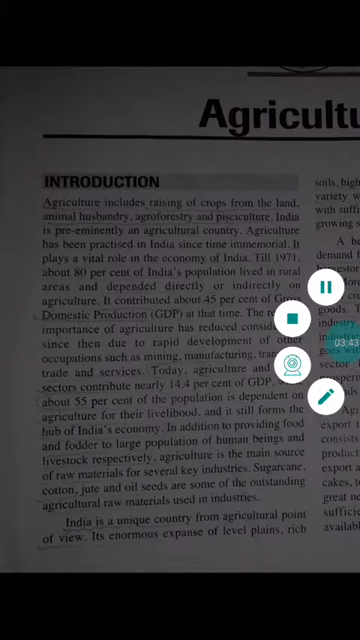 Agricultu
INTRODUCTION
Agriculture includes raising of crops from the land,
animal husbandry, agroforestry and pisciculture. India
is pre-eminently an agricultural country. Agriculture
has been practised in India since time immemorial. It
plays a vital role in the economy of India. Till 1971,
about 80 per cent of India's population lived in rural
areas and depended directly or indirectly on
agriculture. It contributed about 45 per cent of Gross
Domestic Production (GDP) at that time. The
importance of agriculture has reduced
since then due to rapid development of other
occupations such as mining, manufacturing,
trade and services. Today, agriculture and
sectors contribute nearly 14.4 per cent of GDP,
about 55 per cent of the population is dependent on
agriculture for their livelihood, and it still forms the
hub of India's economy. In addition to providing food
and fodder to large population of human beings and
livestock respectively, agriculture is the main source
of raw materials for several key industries. Sugarcane,
cotton, jute and oil seeds are some of the outstanding
agricultural raw materials used in industries.
India is a unique country from agricultural point
of view. Its enormous expanse of level plains, rich
soils, high
variety w
with suffi
growing s
A ho
demand f
goods. T
industry,
goes wit
sector
Agri
export t
consists
product
export a
cakes, t
great ne
sufficie
availabl
03:43